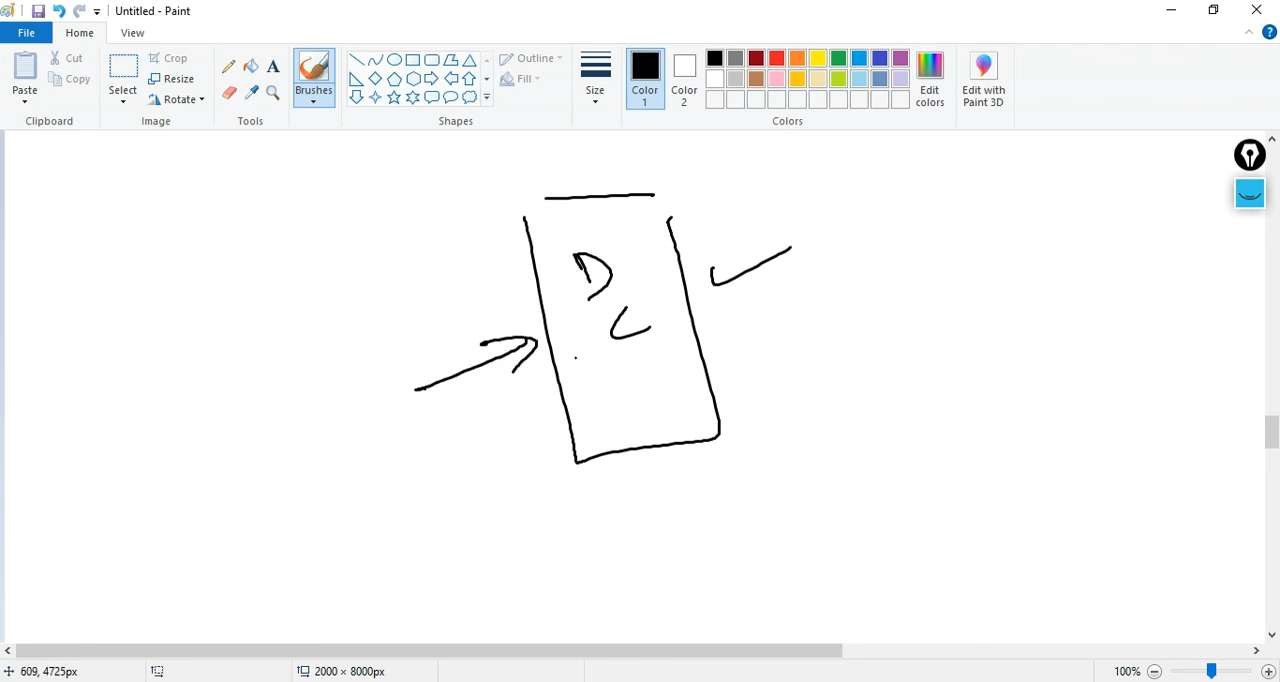 Untitled - Paint
File Home View
Paste
Cut
Copy
Clipboard
Select
Crop
Resize
Rotate
Image
Tools
Brushes
Shapes
Outline
Fill
Size
Color 1
Color 2
Colors
Edit colors
Edit with Paint 3D
D
C
609, 4725px
2000 × 8000px
100%